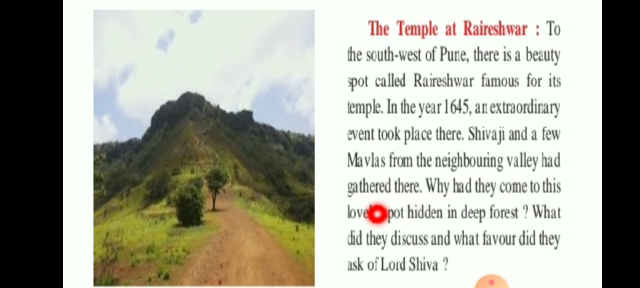 The Temple at Raireshwar : To
the south-west of Pune, there is a beauty
spot called Raireshwar famous for its
temple. In the year 1645, an extraordinary
event took place there. Shivaji and a few
Mavlas from the neighbouring valley had
gathered there. Why had they come to this
hidden in deep forest ? What
did they discuss and what favour did they
ask of Lord Shiva ?